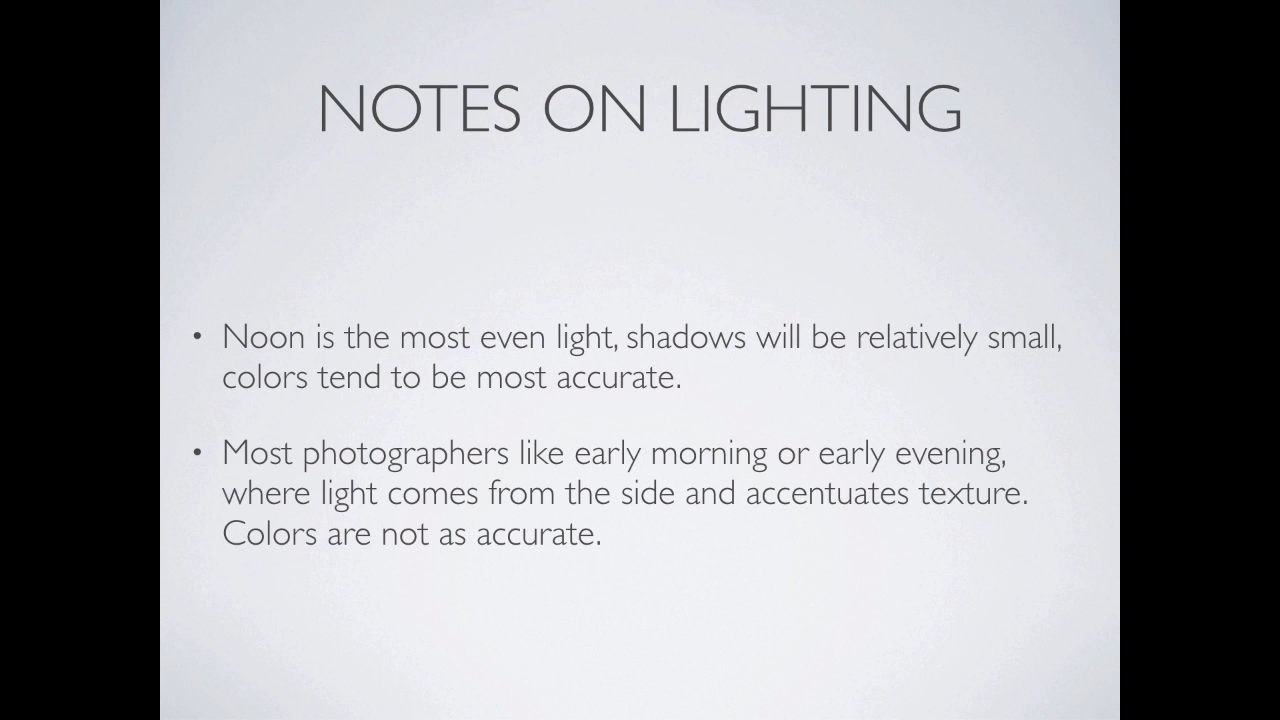 NOTES ON LIGHTING
• Noon is the most even light, shadows will be relatively small,
colors tend to be most accurate.
• Most photographers like early morning or early evening,
where light comes from the side and accentuates texture.
Colors are not as accurate.